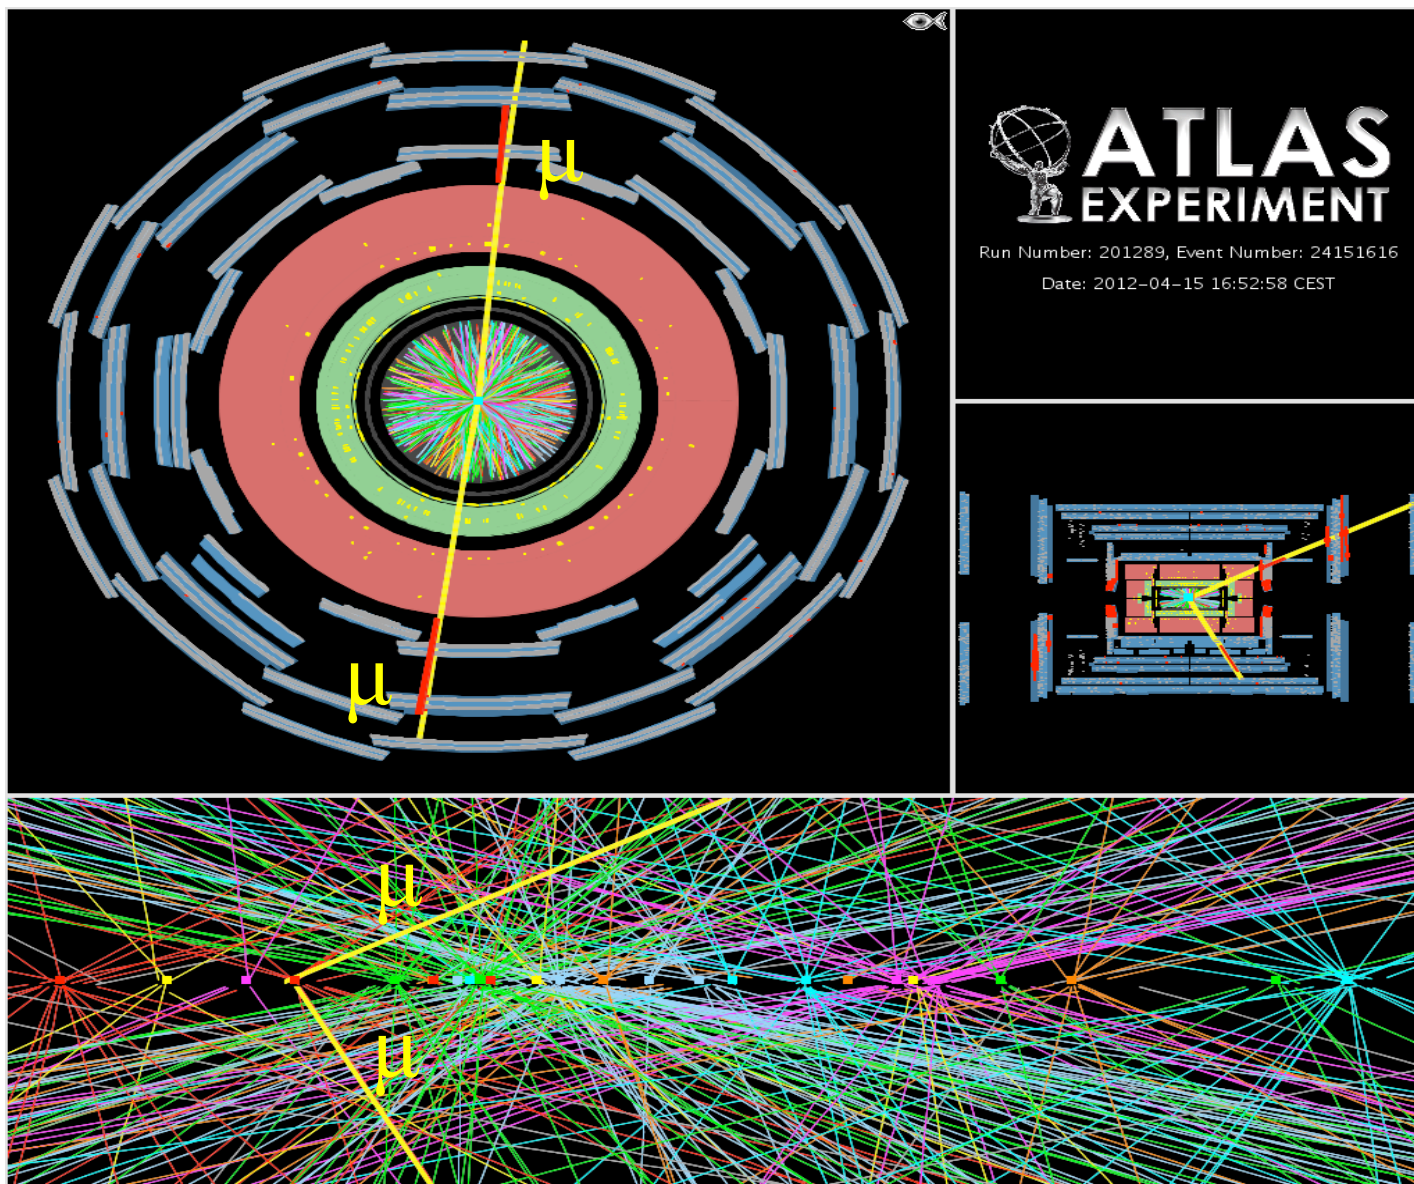 μ
μ
ATLAS
EXPERIMENT
Run Number: 201289, Event Number: 24151616
Date: 2012-04-15 16:52:58 CEST
μ
μ